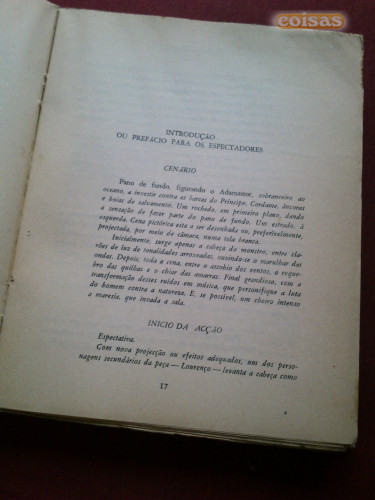 coisas
INTRODUÇÃO
OU PREFÁCIO PARA OS ESPECTADORES
CENÁRIO
Pano de fundo, figurando o Adamastor, sobranceiro ao
oceano, a investir contra as barcas do Príncipe. Cordame, âncoras
e boias de salvamento. Um rochedo, em primeiro plano, dando
a sensação de fazer parte do pano de fundo. Um estrado, à
esquerda. Cena pictórica esta a ser desenhada ou, preferivelmente,
projectada, por meio de câmara, numa tela branca.
Inicialmente, surge apenas a cabeça do monstro, entre cla-
rões de luz de tonalidades arroxeadas, ouvindo-se o marulhar das
ondas. Depois, toda a cena, entre o assobio dos ventos, o reque-
bro das quilhas e o chiar das amarras. Final grandioso, com a
transformação desses ruídos em música, que personifique a luta
do homem contra a natureza. E, se possível, um cheiro intenso
a maresia, que invada a sala.
INICIO DA ACÇÃO
Espectativa.
Com nova projecção ou efeitos adequados, um dos perso-
nagens secundários da peça — Lourenço — levanta a cabeça como
17